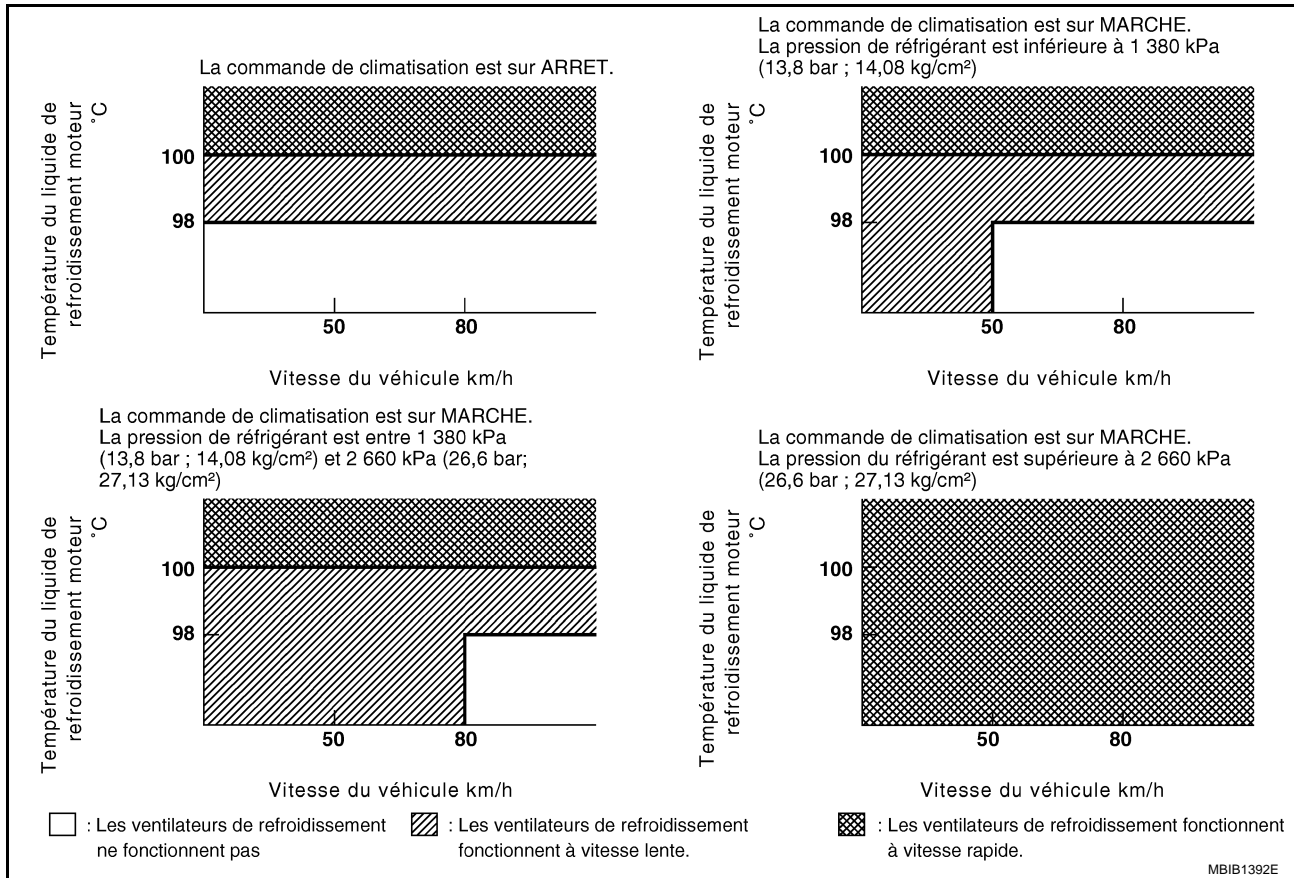 La commande de climatisation est sur ARRET.
Température du liquide de
refroidissement moteur
°C
100
98
50
80
Vitesse du véhicule km/h
La commande de climatisation est sur MARCHE.
La pression de réfrigérant est inférieure à 1 380 kPa
(13,8 bar ; 14,08 kg/cm²)
Température du liquide de
refroidissement moteur
°C
100
98
50
80
Vitesse du véhicule km/h
La commande de climatisation est sur MARCHE.
La pression de réfrigérant est entre 1 380 kPa
(13,8 bar ; 14,08 kg/cm²) et 2 660 kPa (26,6 bar;
27,13 kg/cm²)
Température du liquide de
refroidissement moteur
°C
100
98
50
80
Vitesse du véhicule km/h
La commande de climatisation est sur MARCHE.
La pression du réfrigérant est supérieure à 2 660 kPa
(26,6 bar ; 27,13 kg/cm²)
Température du liquide de
refroidissement moteur
°C
100
98
50
80
Vitesse du véhicule km/h
: Les ventilateurs de refroidissement
ne fonctionnent pas
: Les ventilateurs de refroidissement
fonctionnent à vitesse lente.
: Les ventilateurs de refroidissement fonctionnent
à vitesse rapide.
MBIB1392E